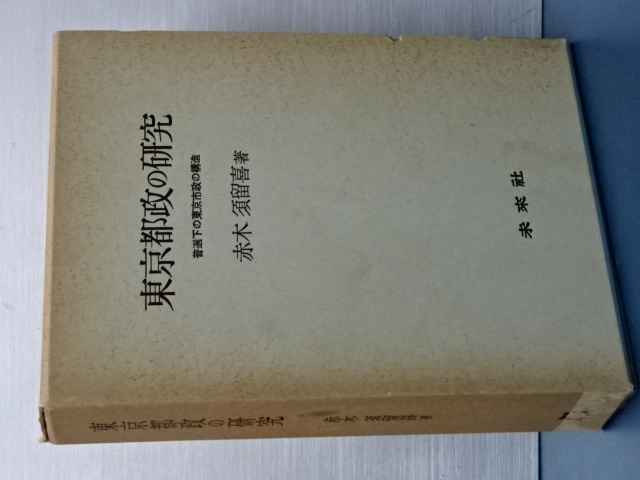 東京都政の研究
普選下の東京市政の構造
赤木 須留喜著
未来社
東京都政の研究
赤木 須留喜 著